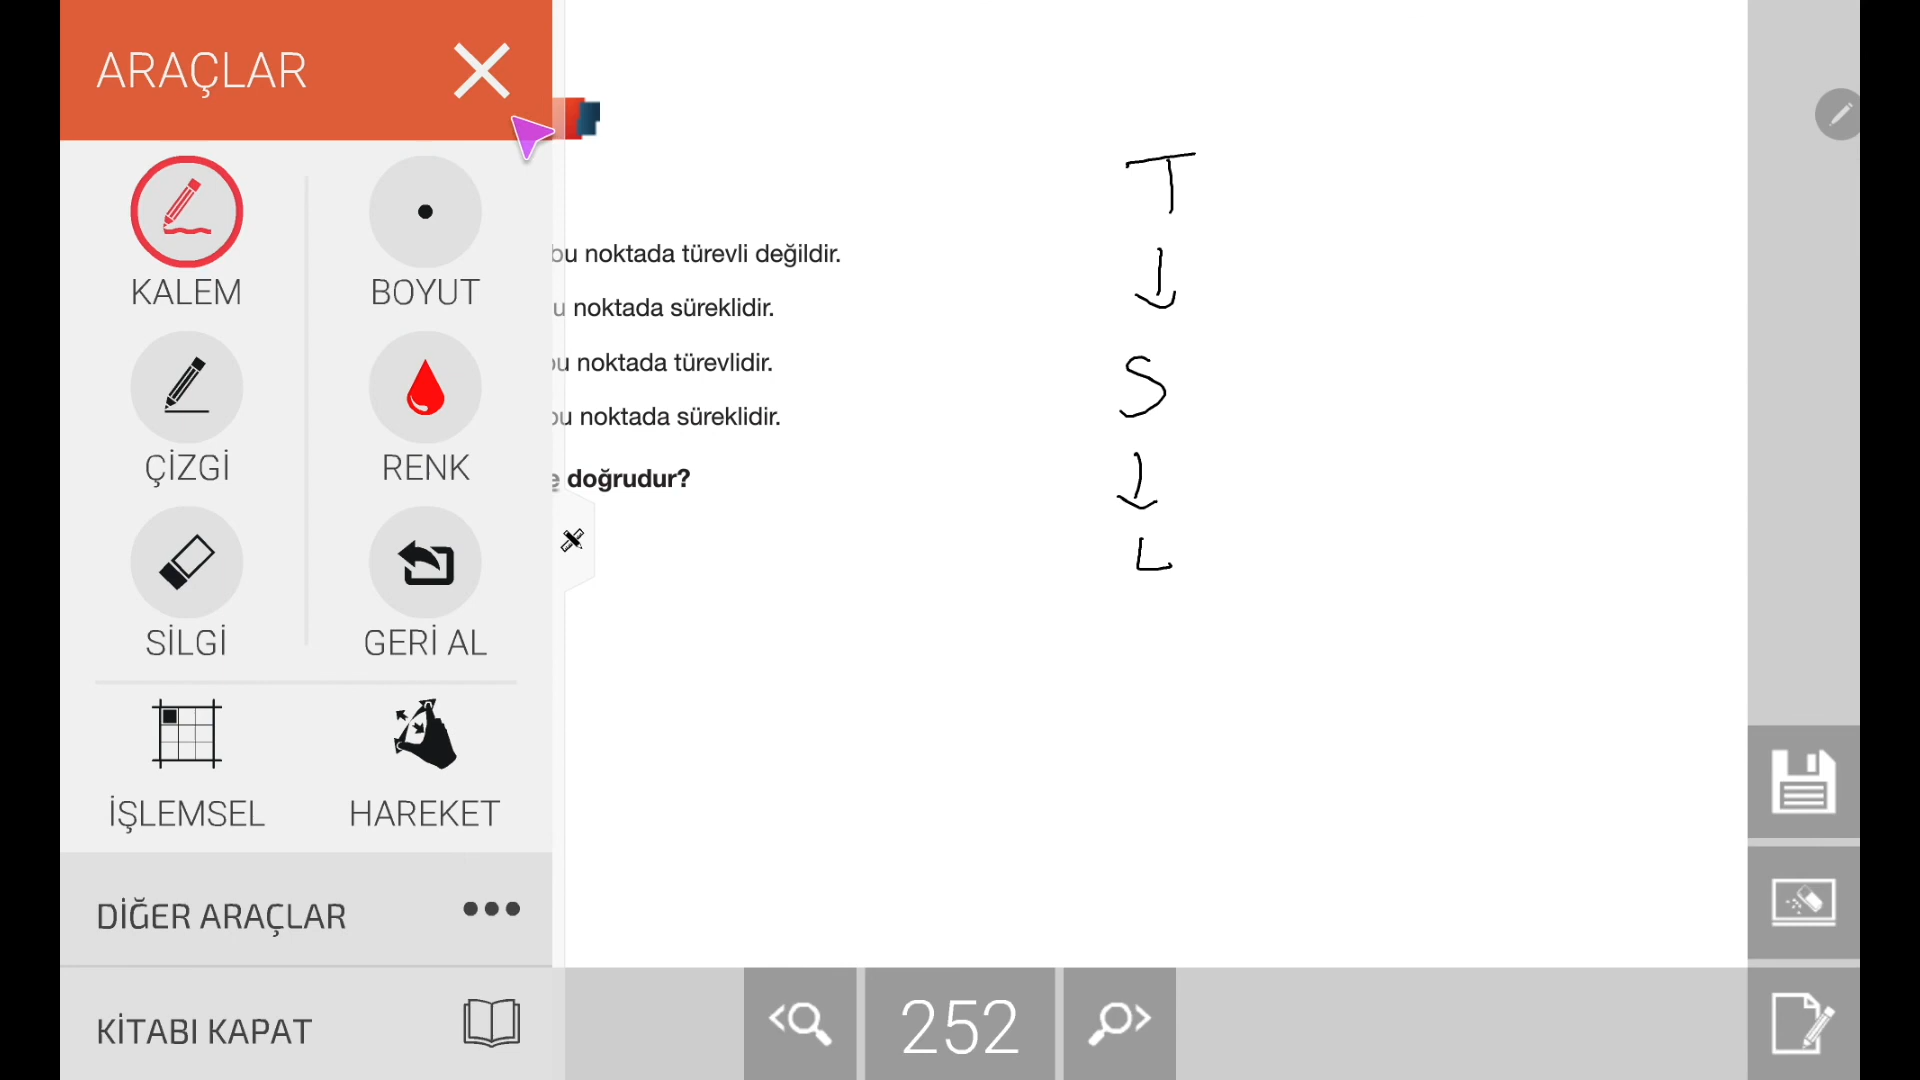 ARAÇLAR
KALEM
BOYUT
ÇİZGİ
RENK
SİLGİ
GERİ AL
İŞLEMSEL
HAREKET
DİĞER ARAÇLAR
KİTABI KAPAT
bu noktada türevli değildir.
noktada süreklidir.
noktada türevlidir.
noktada süreklidir.
doğrudur?
T
S
L
252